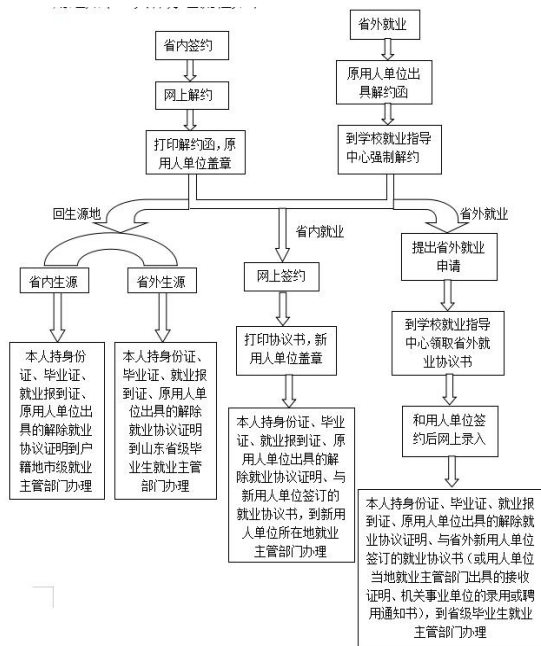 省内签约
网上解约
打印解约函，原
用人单位盖章
省外就业
原用人单位出
具解约函
到学校就业指导
中心强制解约
回生源地
省内就业
省外就业
省内生源
省外生源
本人持身份
证、毕业证、
就业报到证、
原用人单位出
具的解除就业
协议证明到户
籍地市级就业
主管部门办理
本人持身份证、
毕业证、就业报
到证、原用人单
位出具的解除就
业协议证明
到山东省级毕
业生就业主管
部门办理
网上签约
打印协议书，新
用人单位盖章
本人持身份证、毕业
证、就业报到证、原
用人单位出具的解
除就业协议证明、与
新用人单位签订的
就业协议书，到新用
人单位所在地就业
主管部门办理
提出省外就业
申请
到学校就业指导
中心领取省外就
业协议书
和用人单位签
约后网上录入
本人持身份证、毕业证、就业报
到证、原用人单位出具的解除就
业协议证明、与省外新用人单位
签订的就业协议书（或用人单位
当地就业主管部门出具的接收
证明、机关事业单位的录用或聘
用通知书），到省级毕业生就业
主管部门办理